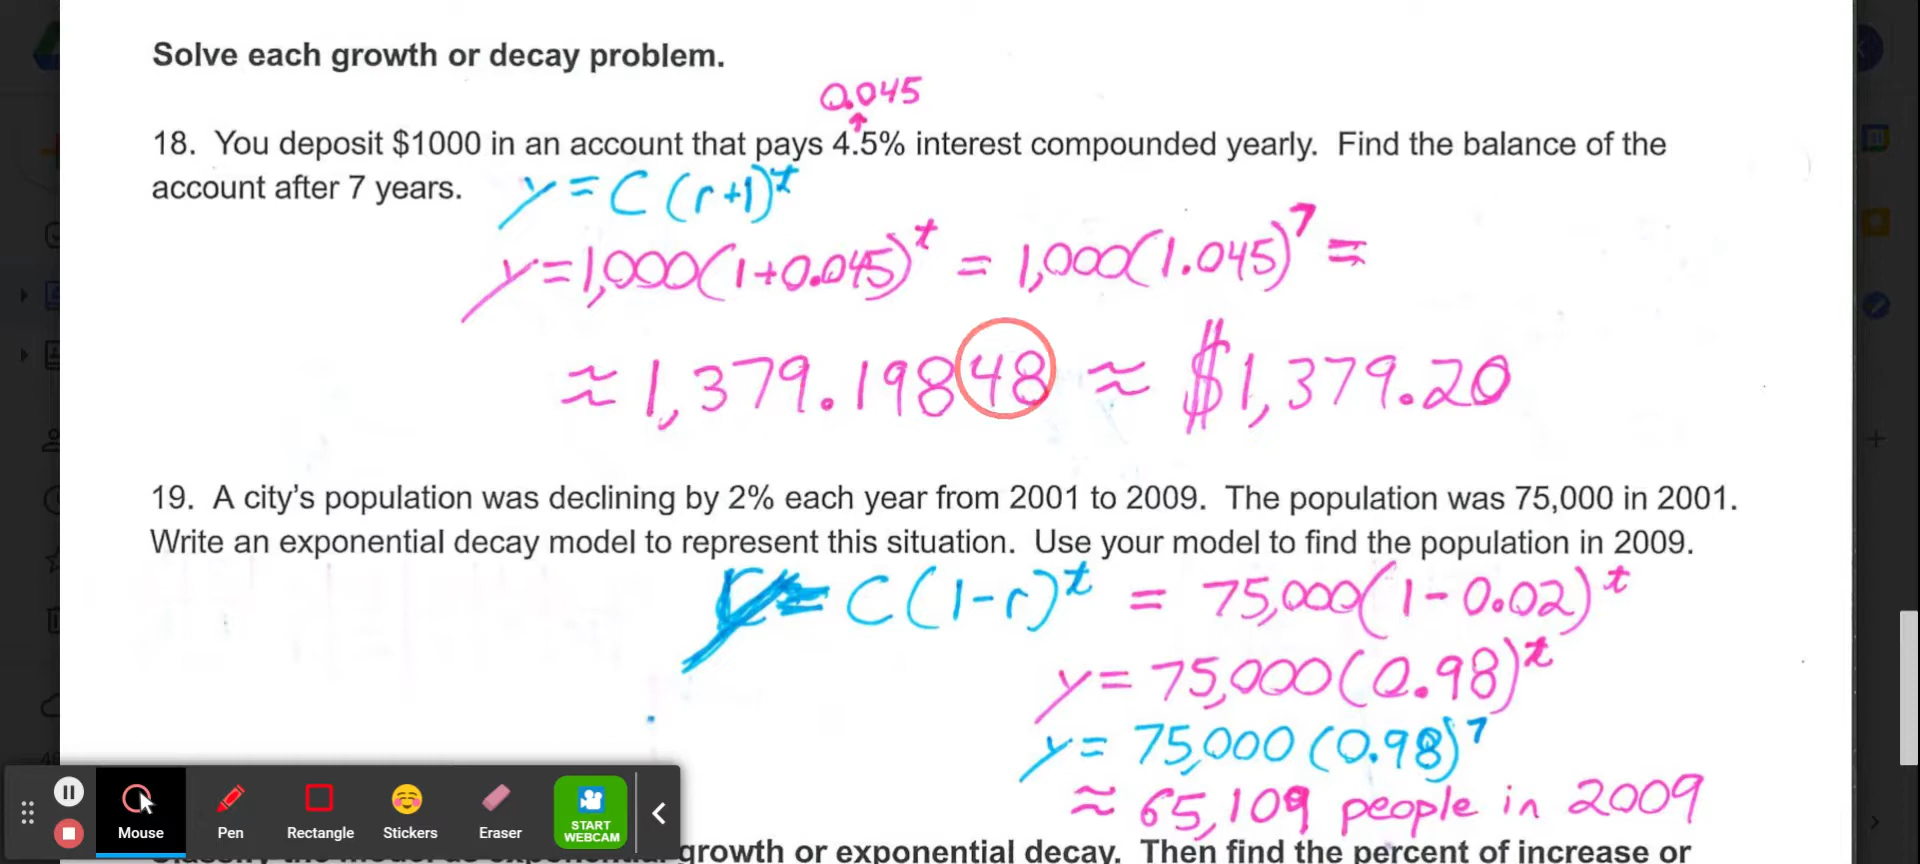 Solve each growth or decay problem.
0.045
18. You deposit $1000 in an account that pays 4.5% interest compounded yearly. Find the balance of the
account after 7 years.
y = C (r+1)^t
y = 1,000(1+0.045)^t = 1,000(1.045)^7 =
≈ 1,379.19848 ≈ $1,379.20
19. A city's population was declining by 2% each year from 2001 to 2009. The population was 75,000 in 2001.
Write an exponential decay model to represent this situation. Use your model to find the population in 2009.
C(1-r)^t = 75,000(1-0.02)^t
y = 75,000(0.98)^t
y = 75,000(0.98)^7
≈ 65,109 people in 2009
growth or exponential decay. Then find the percent of increase or
Mouse
Pen
Rectangle
Stickers
Eraser
START
WEBCAM